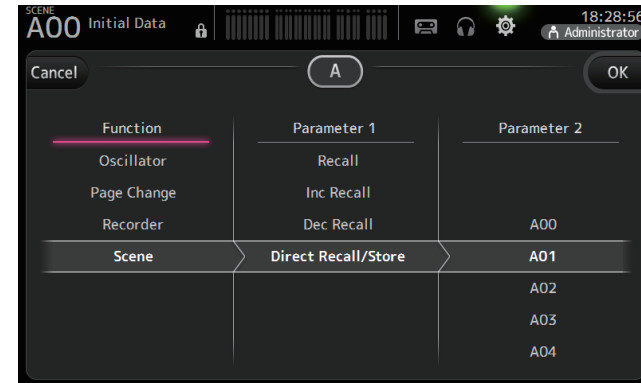 SCENE
A00 Initial Data
18:28:56
Administrator
Cancel
A
OK
Function
Parameter 1
Parameter 2
Oscillator
Recall
Page Change
Inc Recall
Recorder
Dec Recall
A00
Scene
Direct Recall/Store
A01
A02
A03
A04